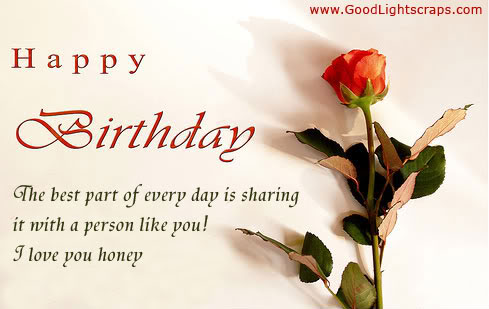 www.GoodLightscraps.com
Happy
Birthday
The best part of every day is sharing
it with a person like you!
I love you honey